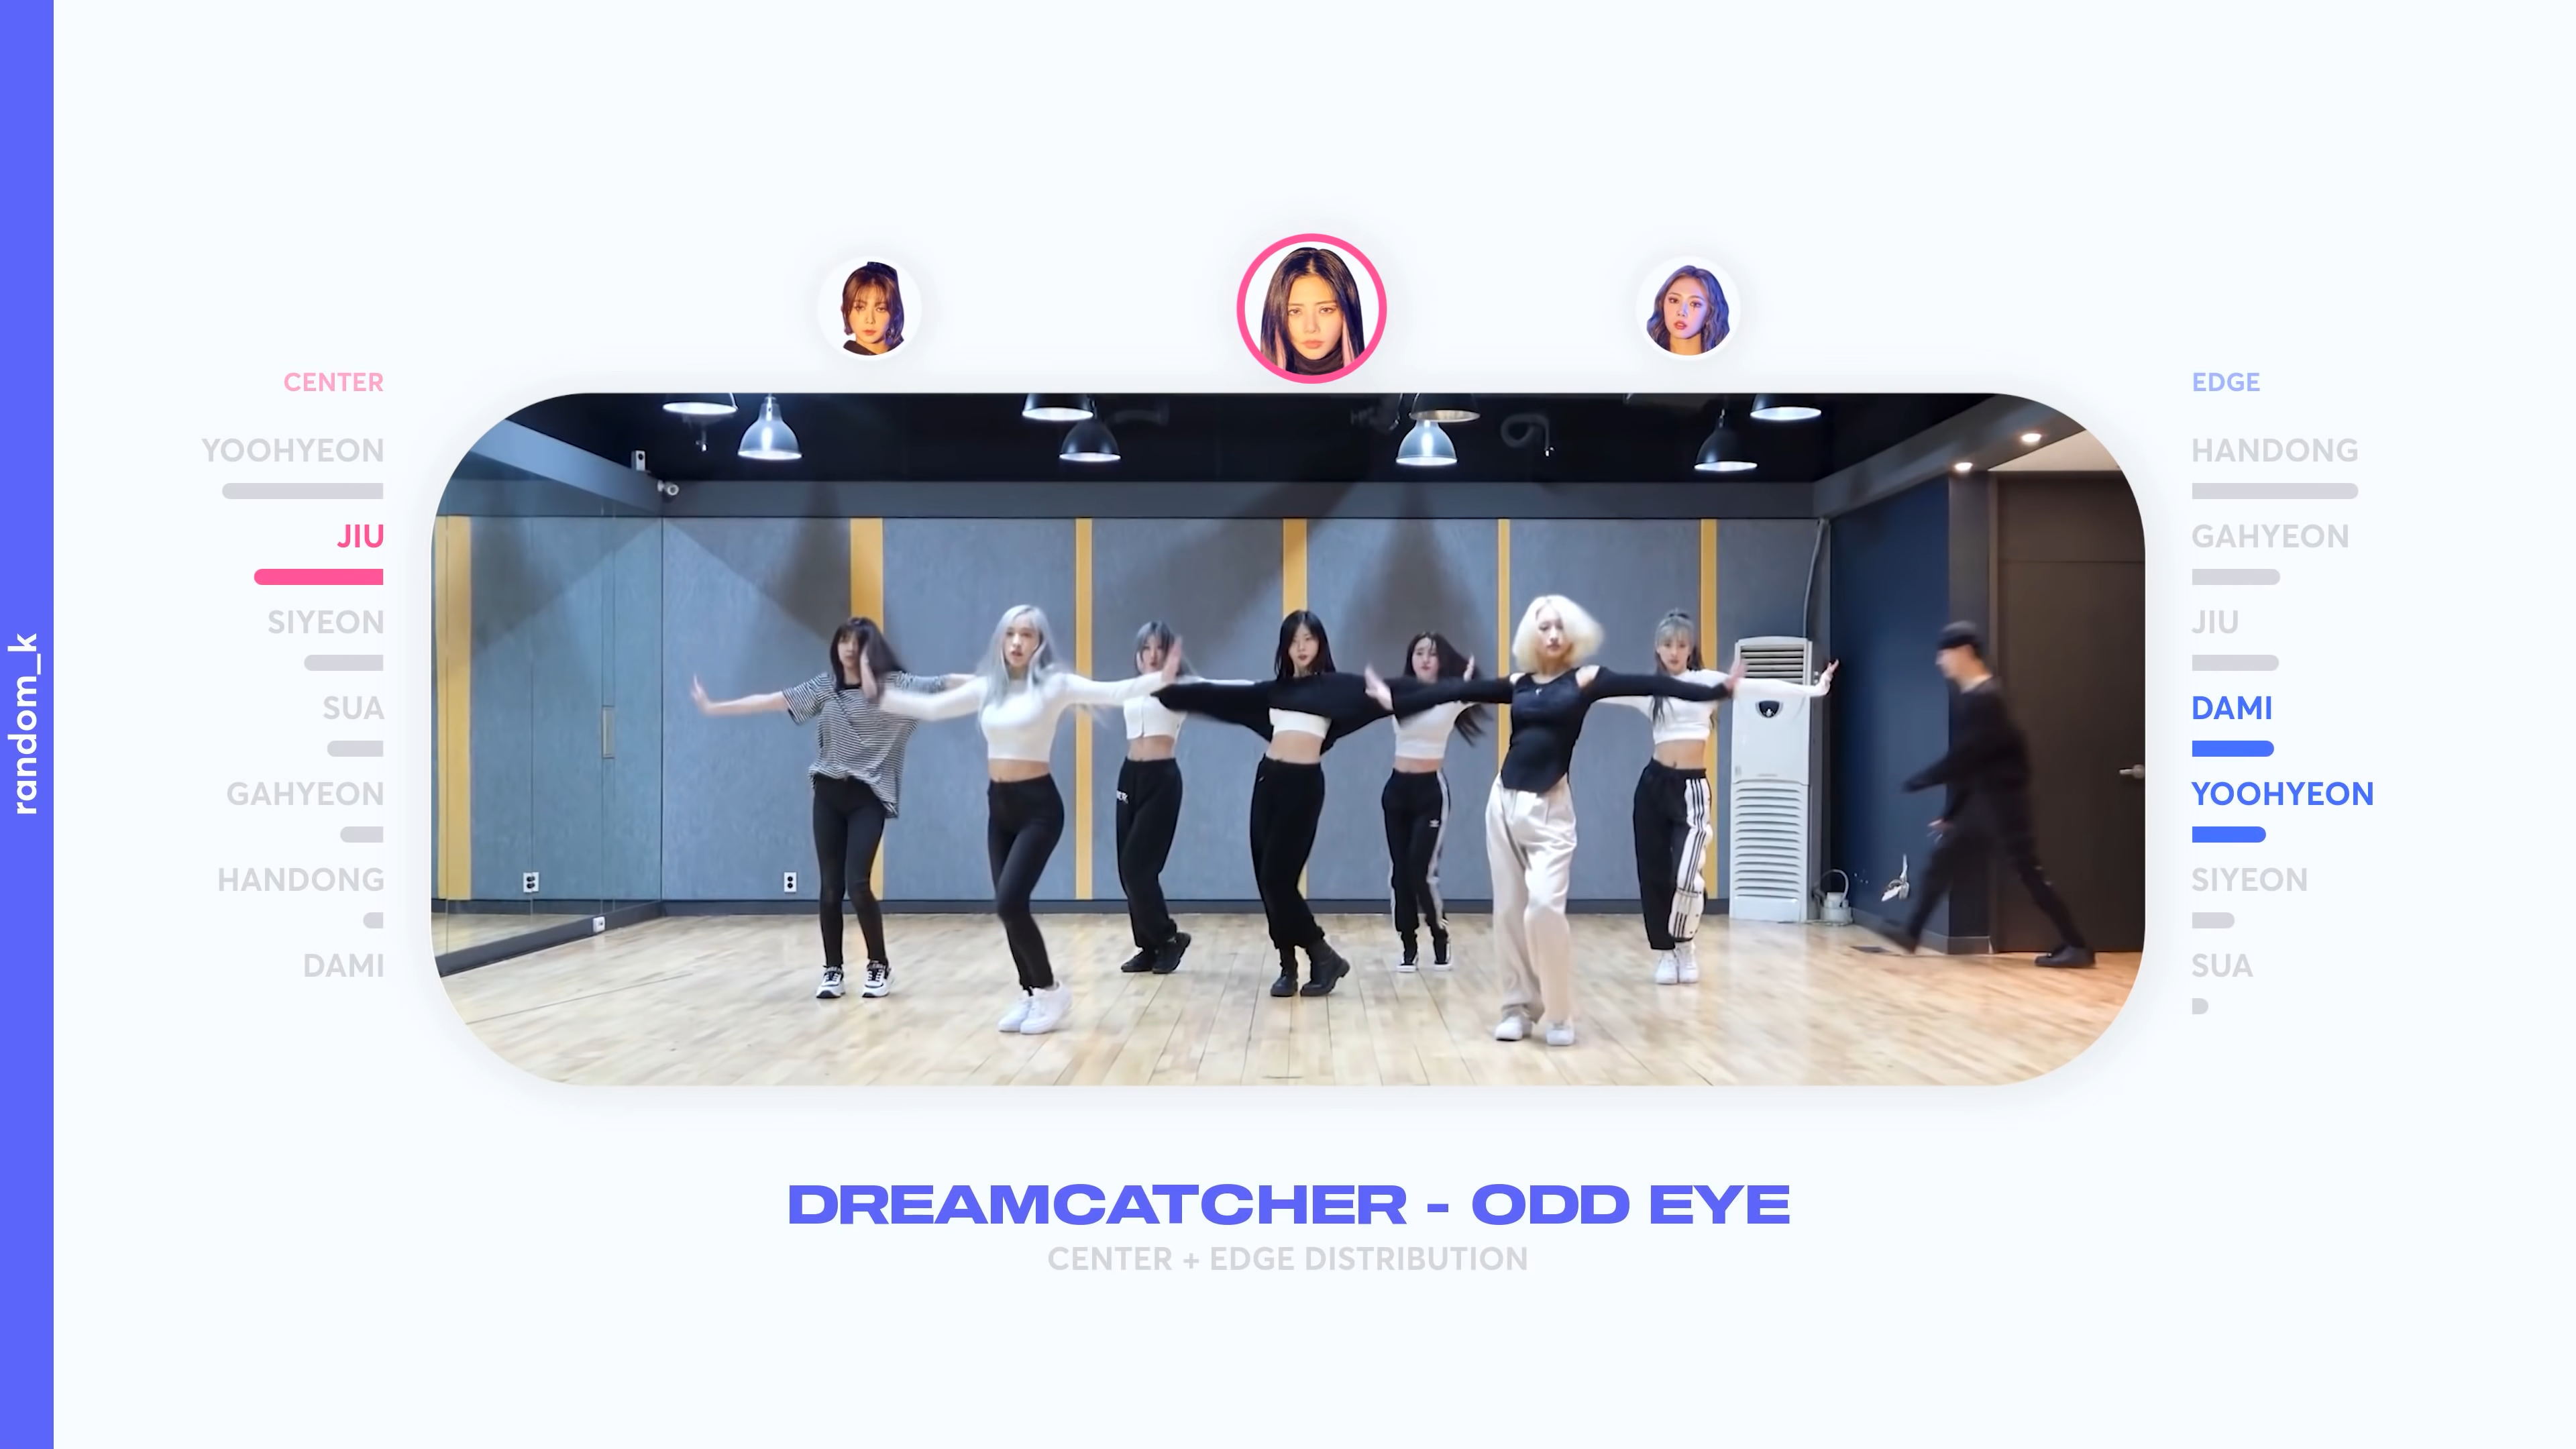 random_k
CENTER
YOOHYEON
JIU
SIYEON
SUA
GAHYEON
HANDONG
DAMI
EDGE
HANDONG
GAHYEON
JIU
DAMI
YOOHYEON
SIYEON
SUA
DREAMCATCHER - ODD EYE
CENTER + EDGE DISTRIBUTION